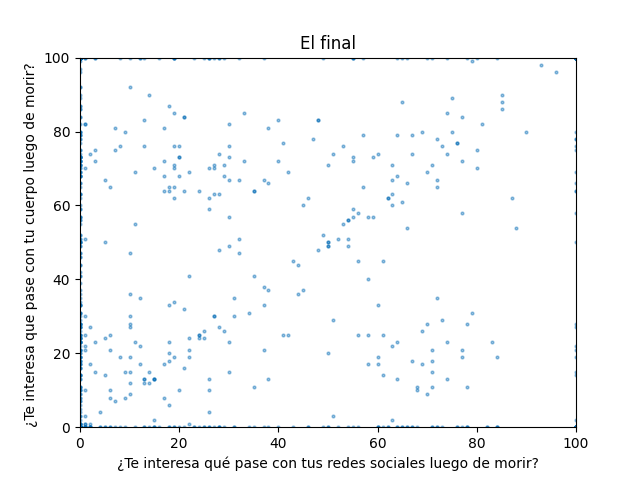 El final
¿Te interesa que pase con tu cuerpo luego de morir?
100
80
60
40
20
0
0 20 40 60 80 100
¿Te interesa qué pase con tus redes sociales luego de morir?